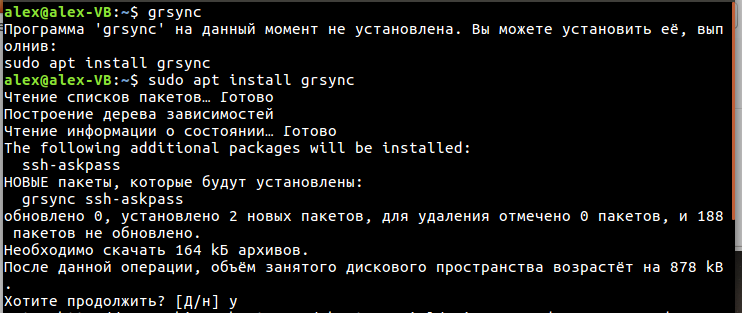 alex@alex-VB:~$ grsync
Программа 'grsync' на данный момент не установлена. Вы можете установить её, вып
олнив:
sudo apt install grsync
alex@alex-VB:~$ sudo apt install grsync
Чтение списков пакетов… Готово
Построение дерева зависимостей
Чтение информации о состоянии… Готово
The following additional packages will be installed:
  ssh-askpass
НОВЫЕ пакеты, которые будут установлены:
  grsync ssh-askpass
обновлено 0, установлено 2 новых пакетов, для удаления отмечено 0 пакетов, и 188
 пакетов не обновлено.
Необходимо скачать 164 kБ архивов.
После данной операции, объём занятого дискового пространства возрастёт на 878 kB
.
Хотите продолжить? [Д/н] y